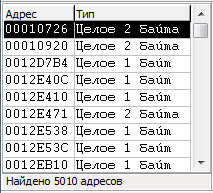 Адрес Тип
00010726 Целое 2 байта
00010920 Целое 2 байта
0012D7B4 Целое 1 байт
0012E40C Целое 1 байт
0012E410 Целое 1 байт
0012E471 Целое 2 байта
0012E538 Целое 1 байт
0012E53C Целое 1 байт
0012EB10 Целое 1 байт
Найдено 5010 адресов